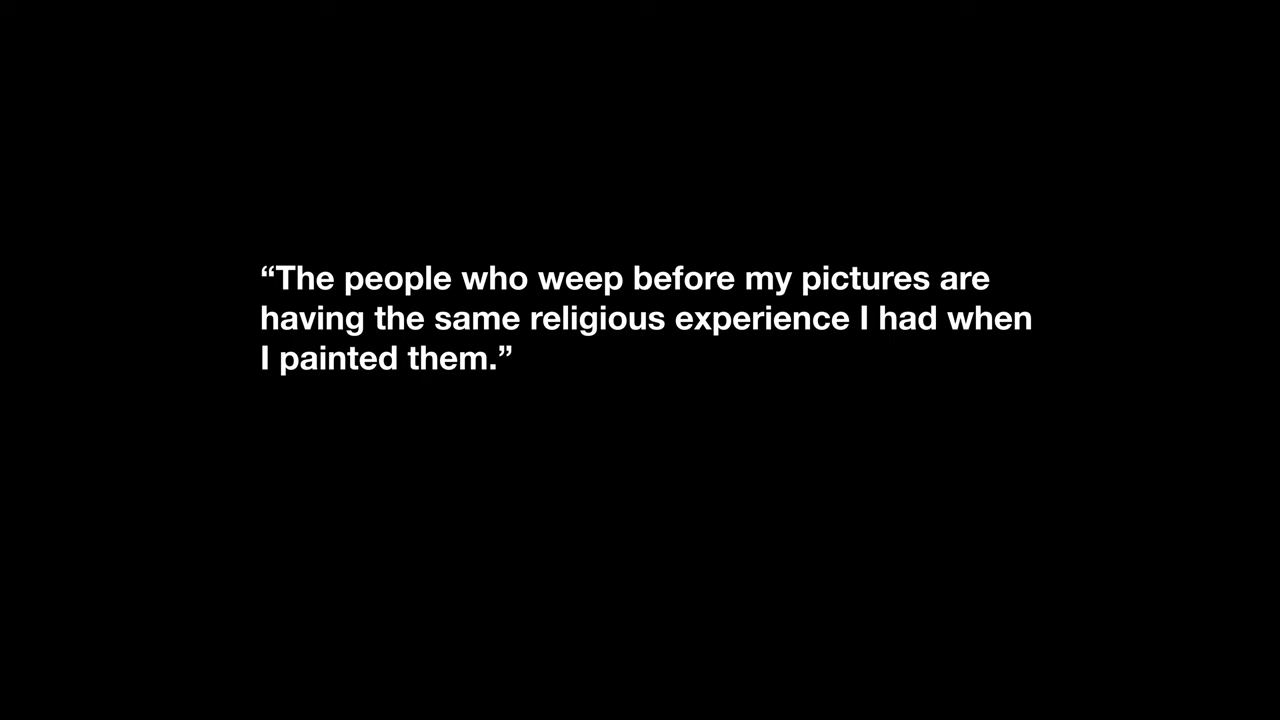 “The people who weep before my pictures are
having the same religious experience I had when
I painted them.”